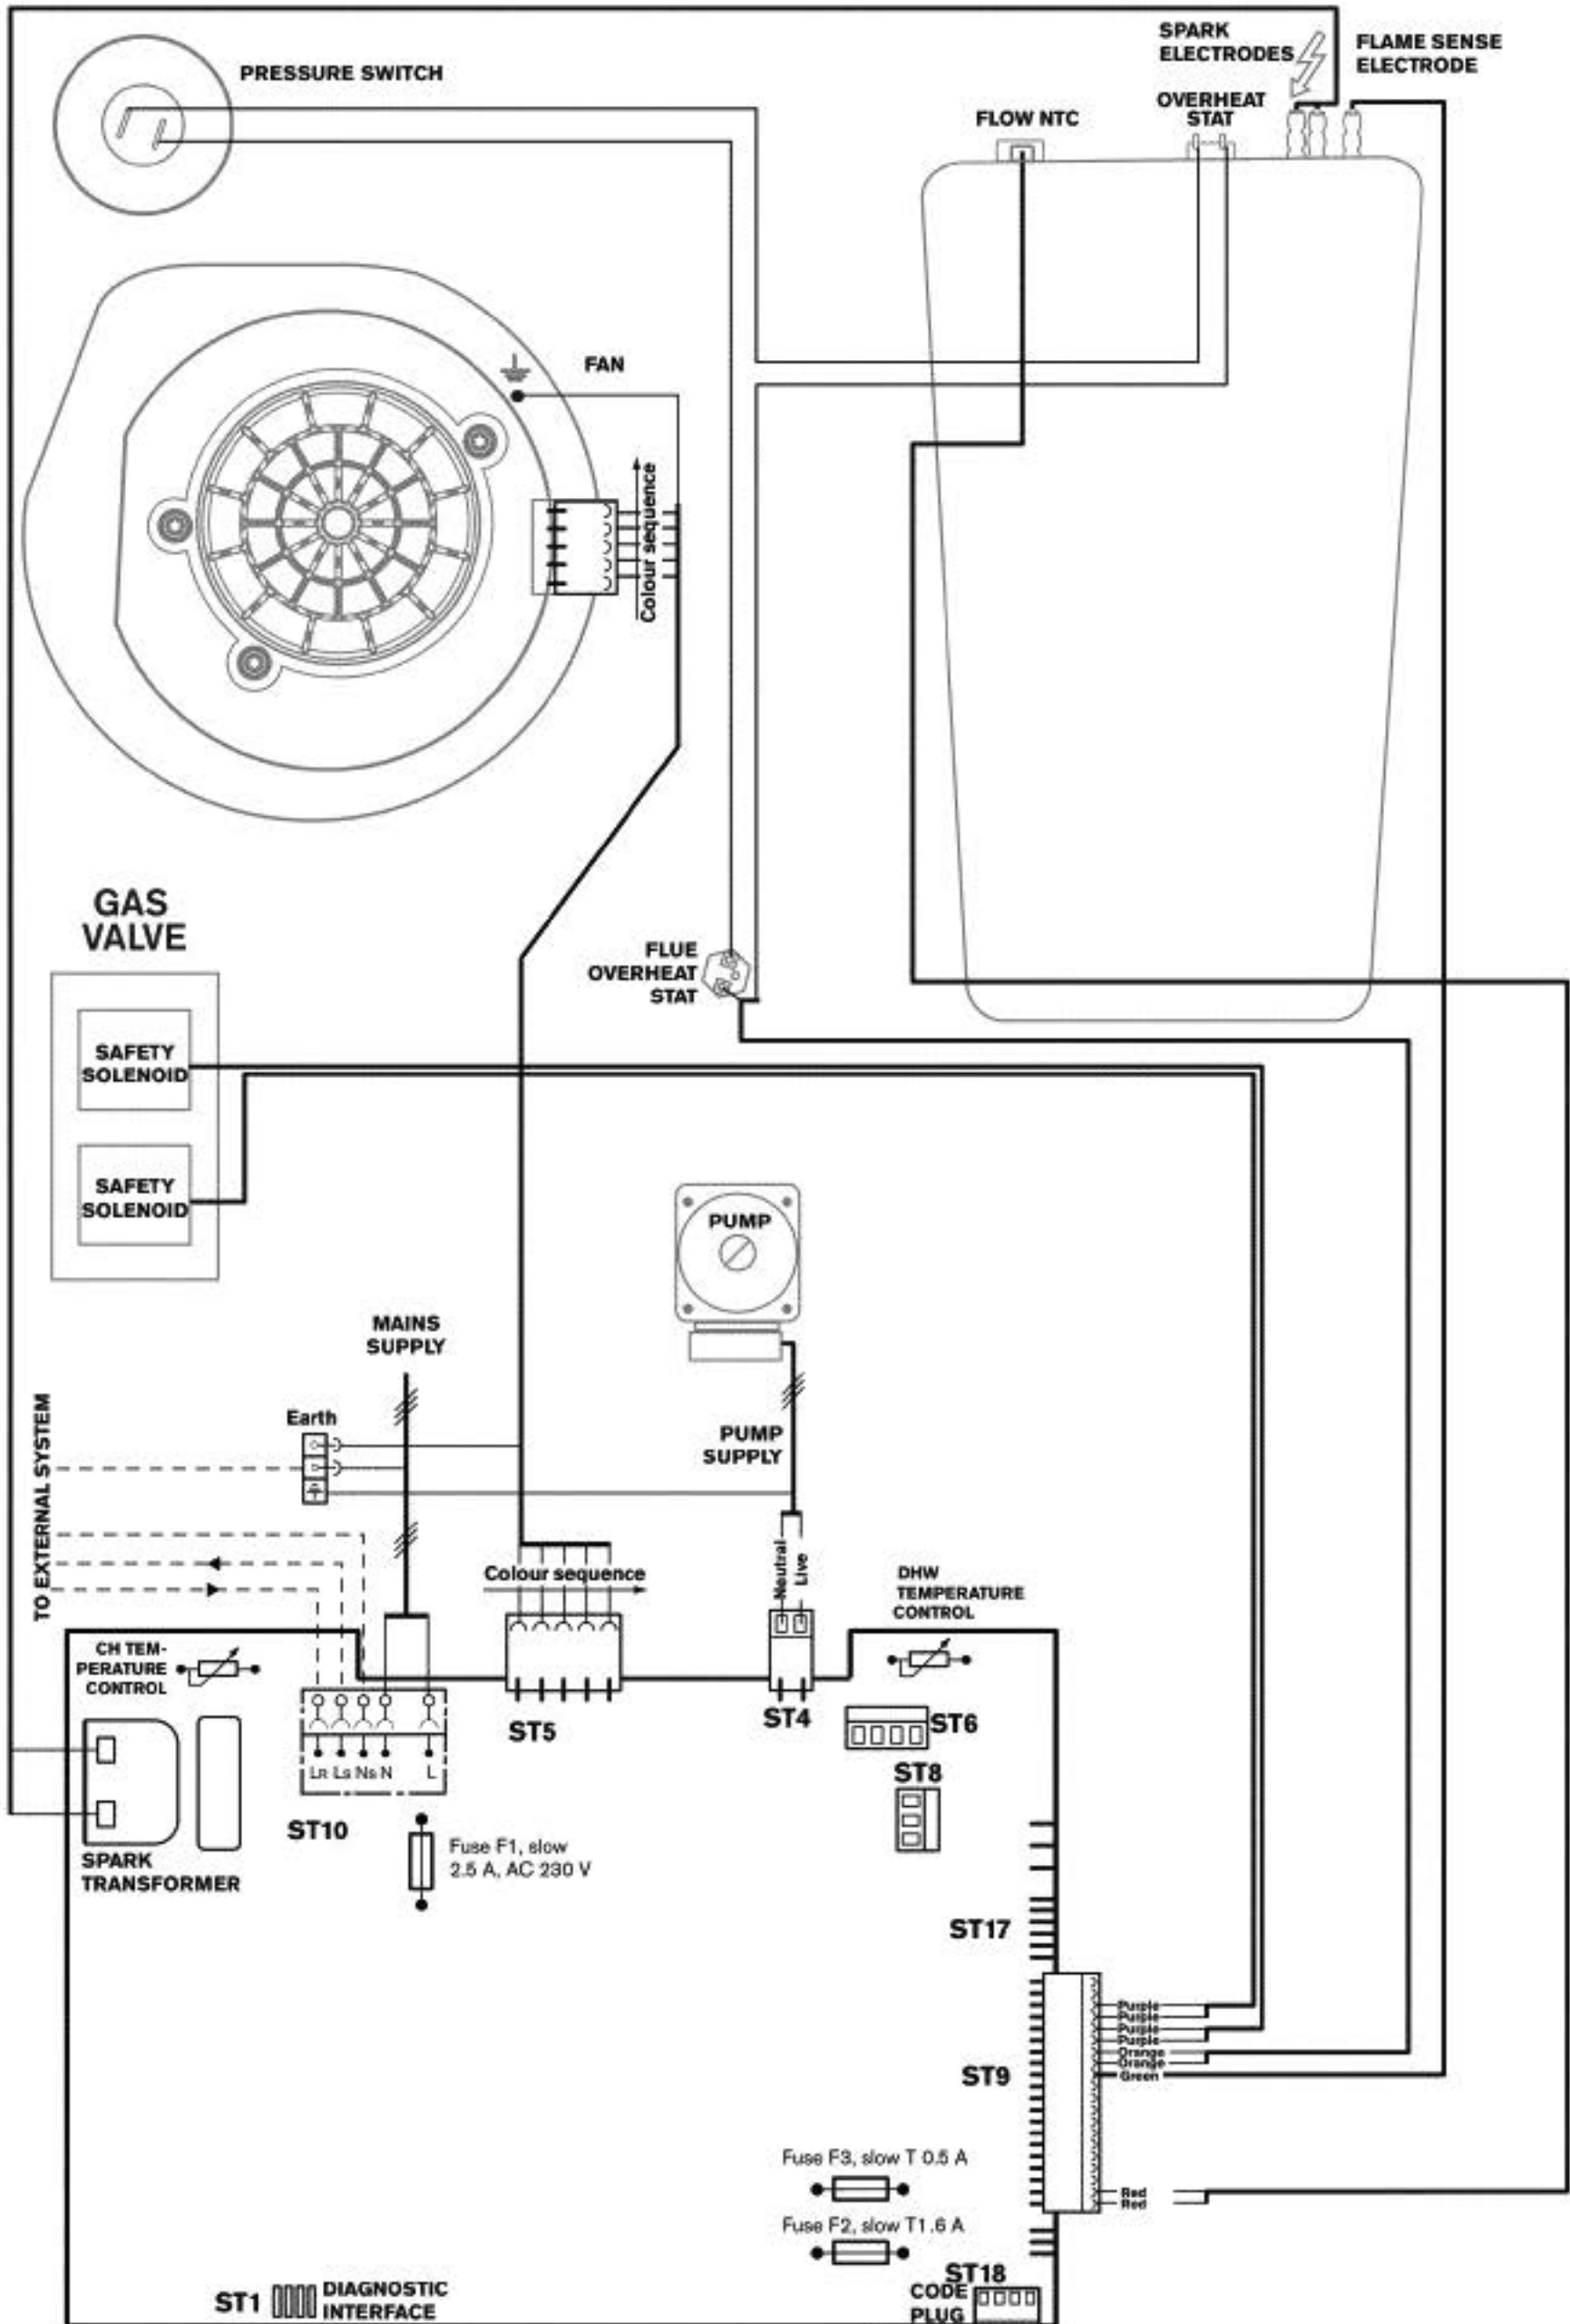 SPARK
ELECTRODES
FLAME SENSE
ELECTRODE
PRESSURE SWITCH
OVERHEAT
STAT
FLOW NTC
FAN
Colour sequence
GAS
VALVE
FLUE
OVERHEAT
STAT
SAFETY
SOLENOID
SAFETY
SOLENOID
PUMP
MAINS
SUPPLY
Earth
PUMP
SUPPLY
TO EXTERNAL SYSTEM
Colour sequence
Neutral
Live
DHW
TEMPERATURE
CONTROL
CH TEM-
PERATURE
CONTROL
ST5
ST4
ST6
ST8
LR LS NS N L
ST10
SPARK
TRANSFORMER
Fuse F1, slow
2.5 A, AC 230 V
ST17
Purple
Purple
Purple
Purple
Orange
Orange
Green
ST9
Fuse F3, slow T 0.5 A
Red
Red
Fuse F2, slow T1.6 A
ST18
CODE
PLUG
ST1
DIAGNOSTIC
INTERFACE